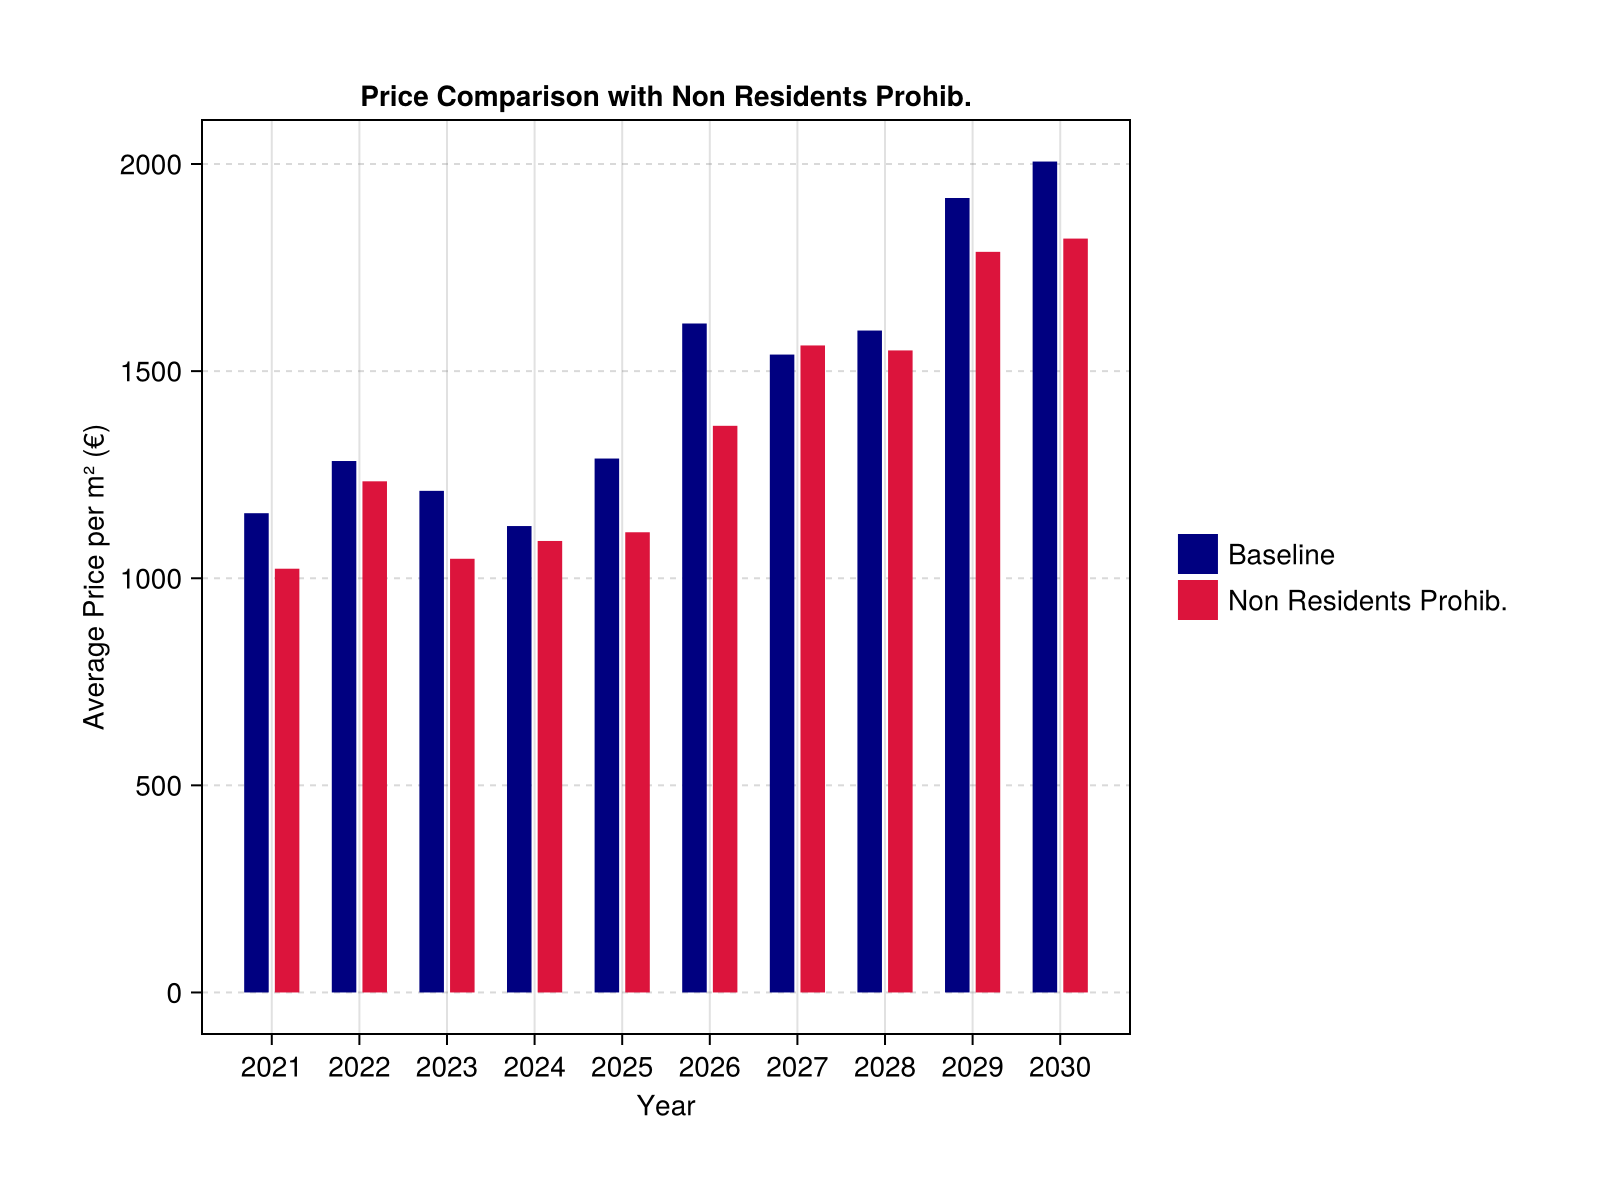 Price Comparison with Non Residents Prohib.
2000
1500
1000
500
0
Average Price per m² (€)
2021 2022 2023 2024 2025 2026 2027 2028 2029 2030
Year
Baseline
Non Residents Prohib.